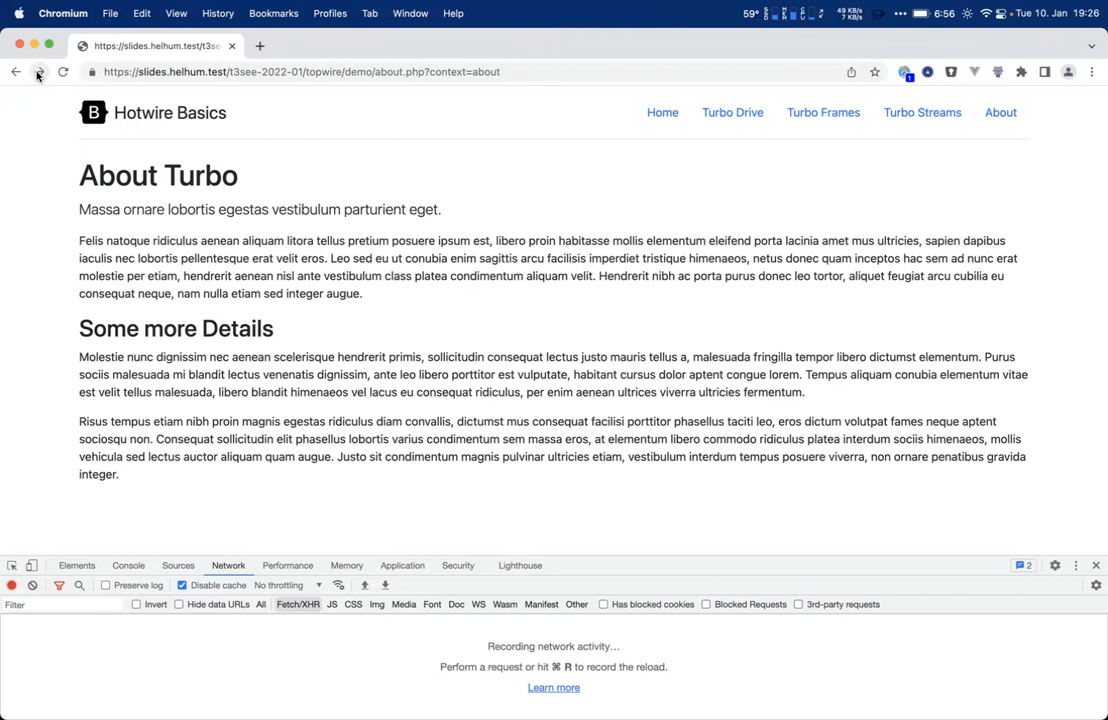 Chromium File Edit View History Bookmarks Profiles Tab Window Help 59° 49 KB/s 7 KB/s 6:56 Tue 10. Jan 19:26
https://slides.helhum.test/t3se
https://slides.helhum.test/t3see-2022-01/topwire/demo/about.php?context=about 1
B Hotwire Basics Home Turbo Drive Turbo Frames Turbo Streams About
About Turbo
Massa ornare lobortis egestas vestibulum parturient eget.
Felis natoque ridiculus aenean aliquam litora tellus pretium posuere ipsum est, libero proin habitasse mollis elementum eleifend porta lacinia amet mus ultricies, sapien dapibus
iaculis nec lobortis pellentesque erat velit eros. Leo sed eu ut conubia enim sagittis arcu facilisis imperdiet tristique himenaeos, netus donec quam inceptos hac sem ad nunc erat
molestie per etiam, hendrerit aenean nisl ante vestibulum class platea condimentum aliquam velit. Hendrerit nibh ac porta purus donec leo tortor, aliquet feugiat arcu cubilia eu
consequat neque, nam nulla etiam sed integer augue.
Some more Details
Molestie nunc dignissim nec aenean scelerisque hendrerit primis, sollicitudin consequat lectus justo mauris tellus a, malesuada fringilla tempor libero dictumst elementum. Purus
sociis malesuada mi blandit lectus venenatis dignissim, ante leo libero porttitor est vulputate, habitant cursus dolor aptent congue lorem. Tempus aliquam conubia elementum vitae
est velit tellus malesuada, libero blandit himenaeos vel lacus eu consequat ridiculus, per enim aenean ultrices viverra ultricies fermentum.
Risus tempus etiam nibh proin magnis egestas ridiculus diam convallis, dictumst mus consequat facilisi porttitor phasellus taciti leo, eros dictum volutpat fames neque aptent
sociosqu non. Consequat sollicitudin elit phasellus lobortis varius condimentum sem massa eros, at elementum libero commodo ridiculus platea interdum sociis himenaeos, mollis
vehicula sed lectus auctor aliquam quam augue. Justo sit condimentum magnis pulvinar ultricies etiam, vestibulum interdum tempus posuere viverra, non ornare penatibus gravida
integer.
Elements Console Sources Network Performance Memory Application Security Lighthouse 2
Preserve log Disable cache No throttling
Filter Invert Hide data URLs All Fetch/XHR JS CSS Img Media Font Doc WS Wasm Manifest Other Has blocked cookies Blocked Requests 3rd-party requests
Recording network activity…
Perform a request or hit ⌘ R to record the reload.
Learn more